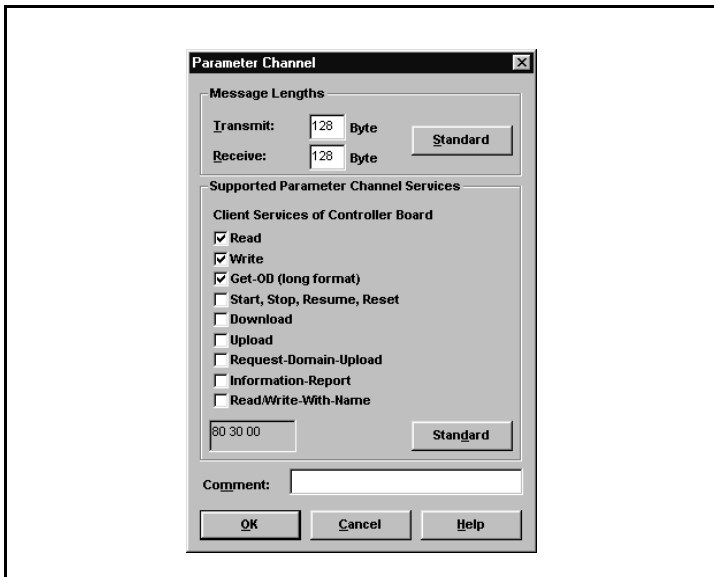 Parameter Channel
Message Lengths
Transmit: 128 Byte
Standard
Receive: 128 Byte
Supported Parameter Channel Services
Client Services of Controller Board
Read
Write
Get-OD (long format)
Start, Stop, Resume, Reset
Download
Upload
Request-Domain-Upload
Information-Report
Read/Write-With-Name
80 30 00 Standard
Comment:
OK Cancel Help